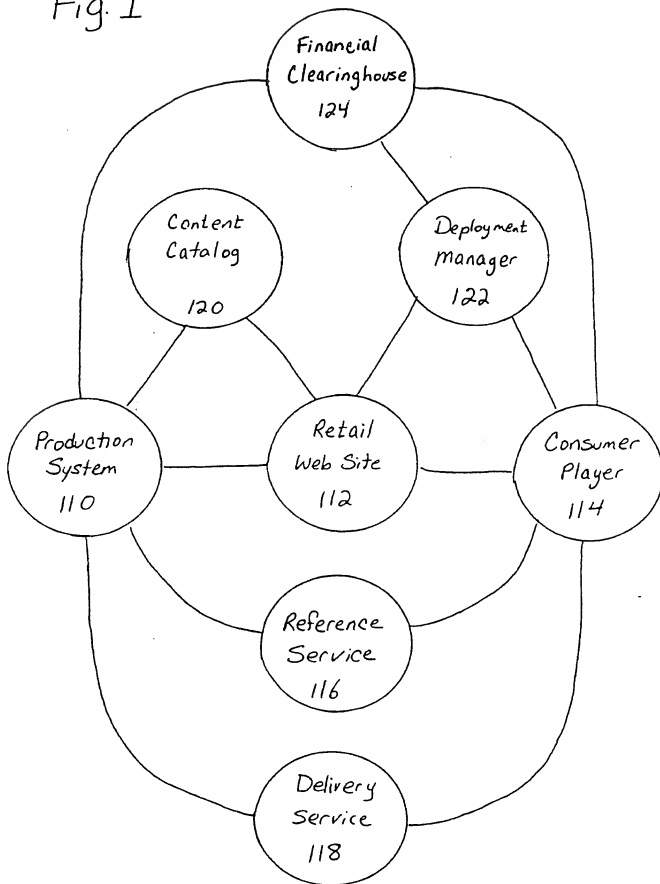 Fig. 1
Financial
Clearinghouse
124
Content
Catalog
120
Deployment
Manager
122
Production
System
110
Retail
Web Site
112
Consumer
Player
114
Reference
Service
116
Delivery
Service
118